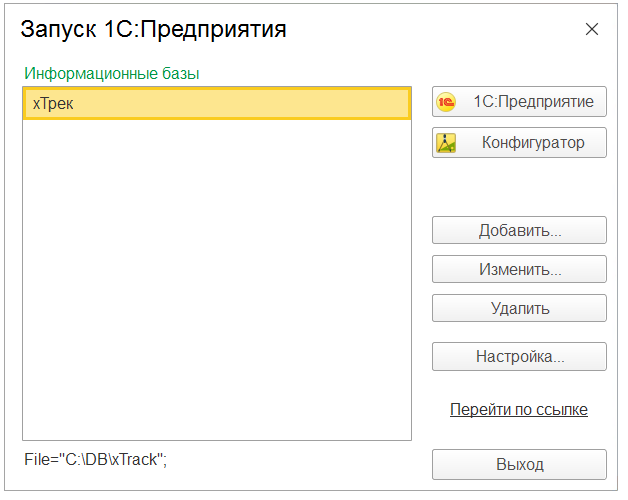 Запуск 1С:Предприятия
Информационные базы
хТрек
1С:Предприятие
Конфигуратор
Добавить...
Изменить...
Удалить
Настройка...
Перейти по ссылке
File="C:\DB\xTrack";
Выход